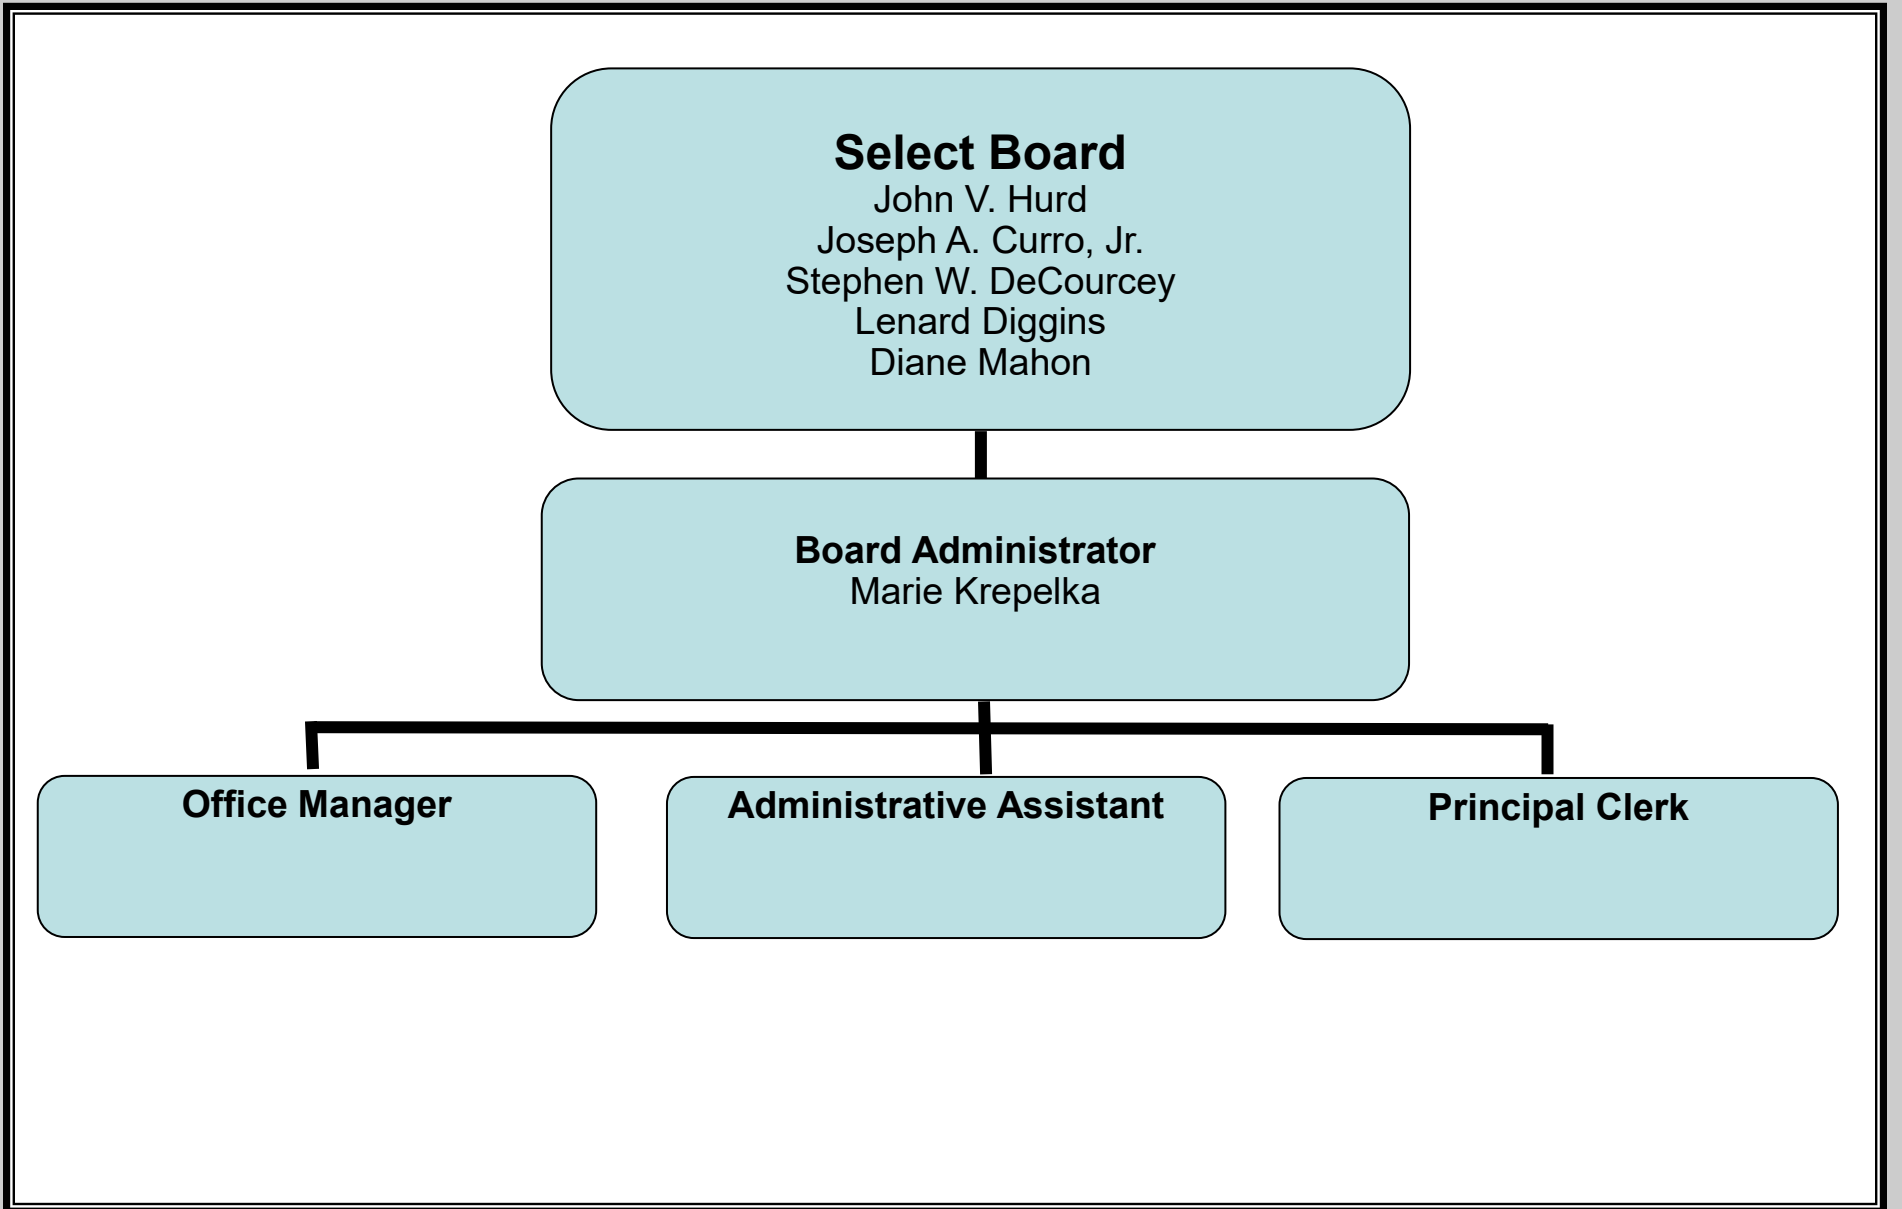 Select Board
John V. Hurd
Joseph A. Curro, Jr.
Stephen W. DeCourcey
Lenard Diggins
Diane Mahon
Board Administrator
Marie Krepelka
Office Manager
Administrative Assistant
Principal Clerk